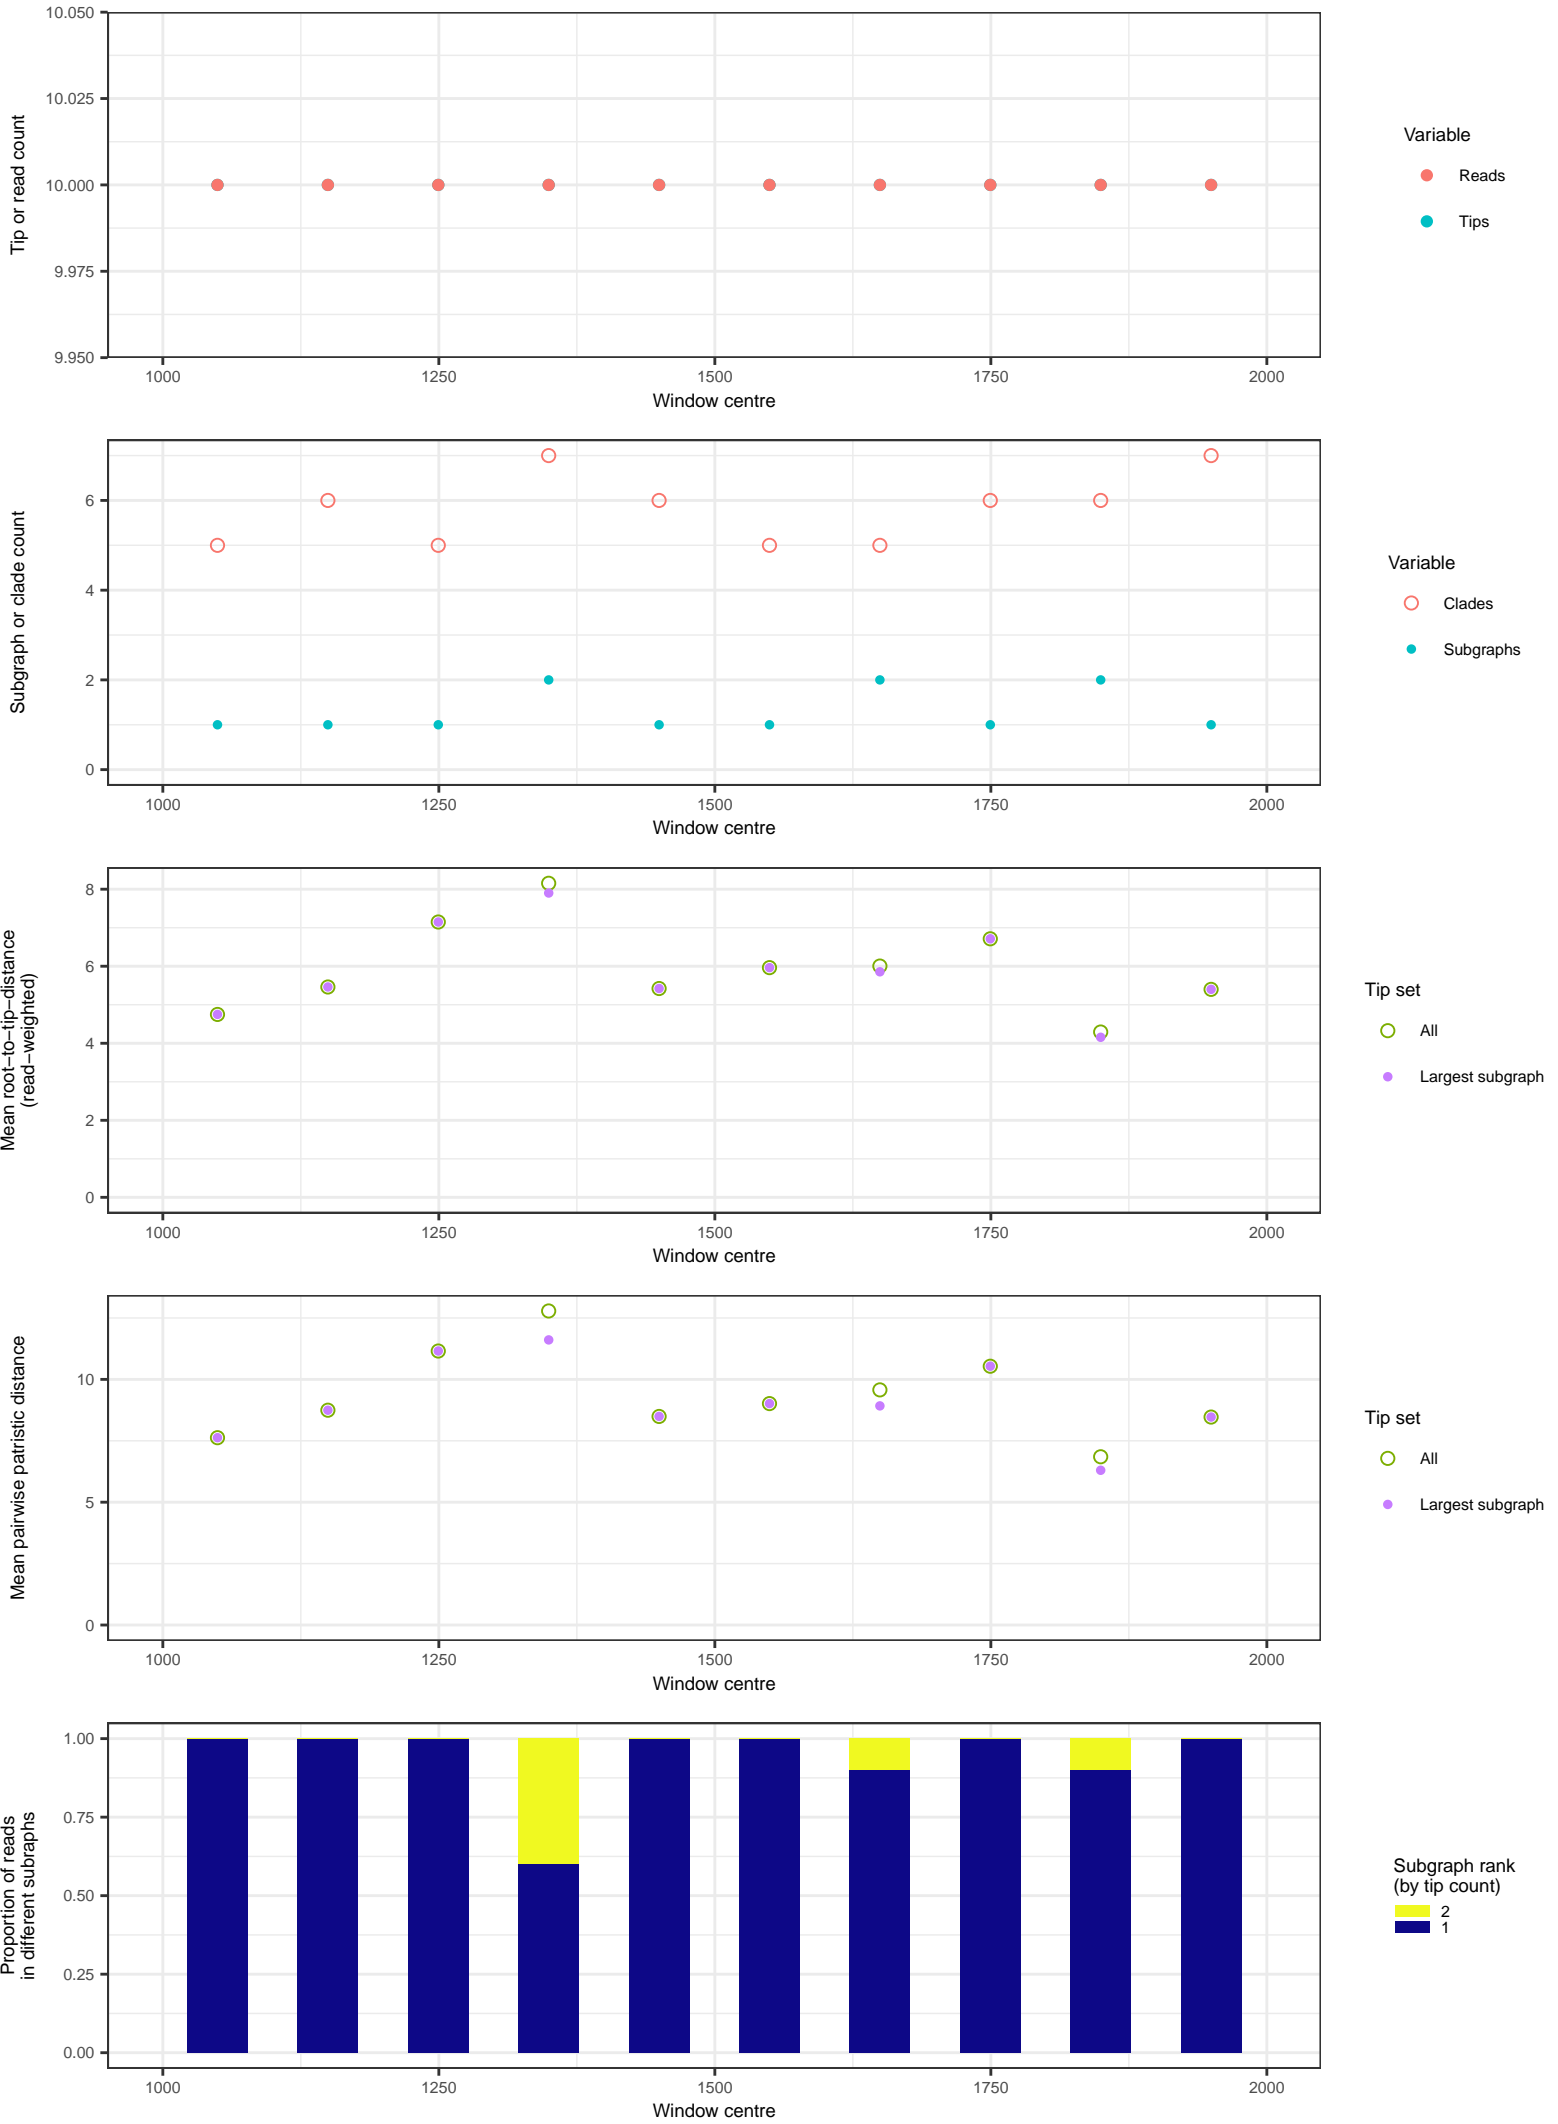 10.050
10.025
10.000
9.975
9.950
Tip or read count
1000 1250 1500 1750 2000
Window centre
Variable
Reads
Tips
6
4
2
0
Subgraph or clade count
1000 1250 1500 1750 2000
Window centre
Variable
Clades
Subgraphs
8
6
4
2
0
Mean root−to−tip−distance
(read−weighted)
1000 1250 1500 1750 2000
Window centre
Tip set
All
Largest subgraph
10
5
0
Mean pairwise patristic distance
1000 1250 1500 1750 2000
Window centre
Tip set
All
Largest subgraph
1.00
0.75
0.50
0.25
0.00
Proportion of reads
in different subraphs
1000 1250 1500 1750 2000
Window centre
Subgraph rank
(by tip count)
2
1